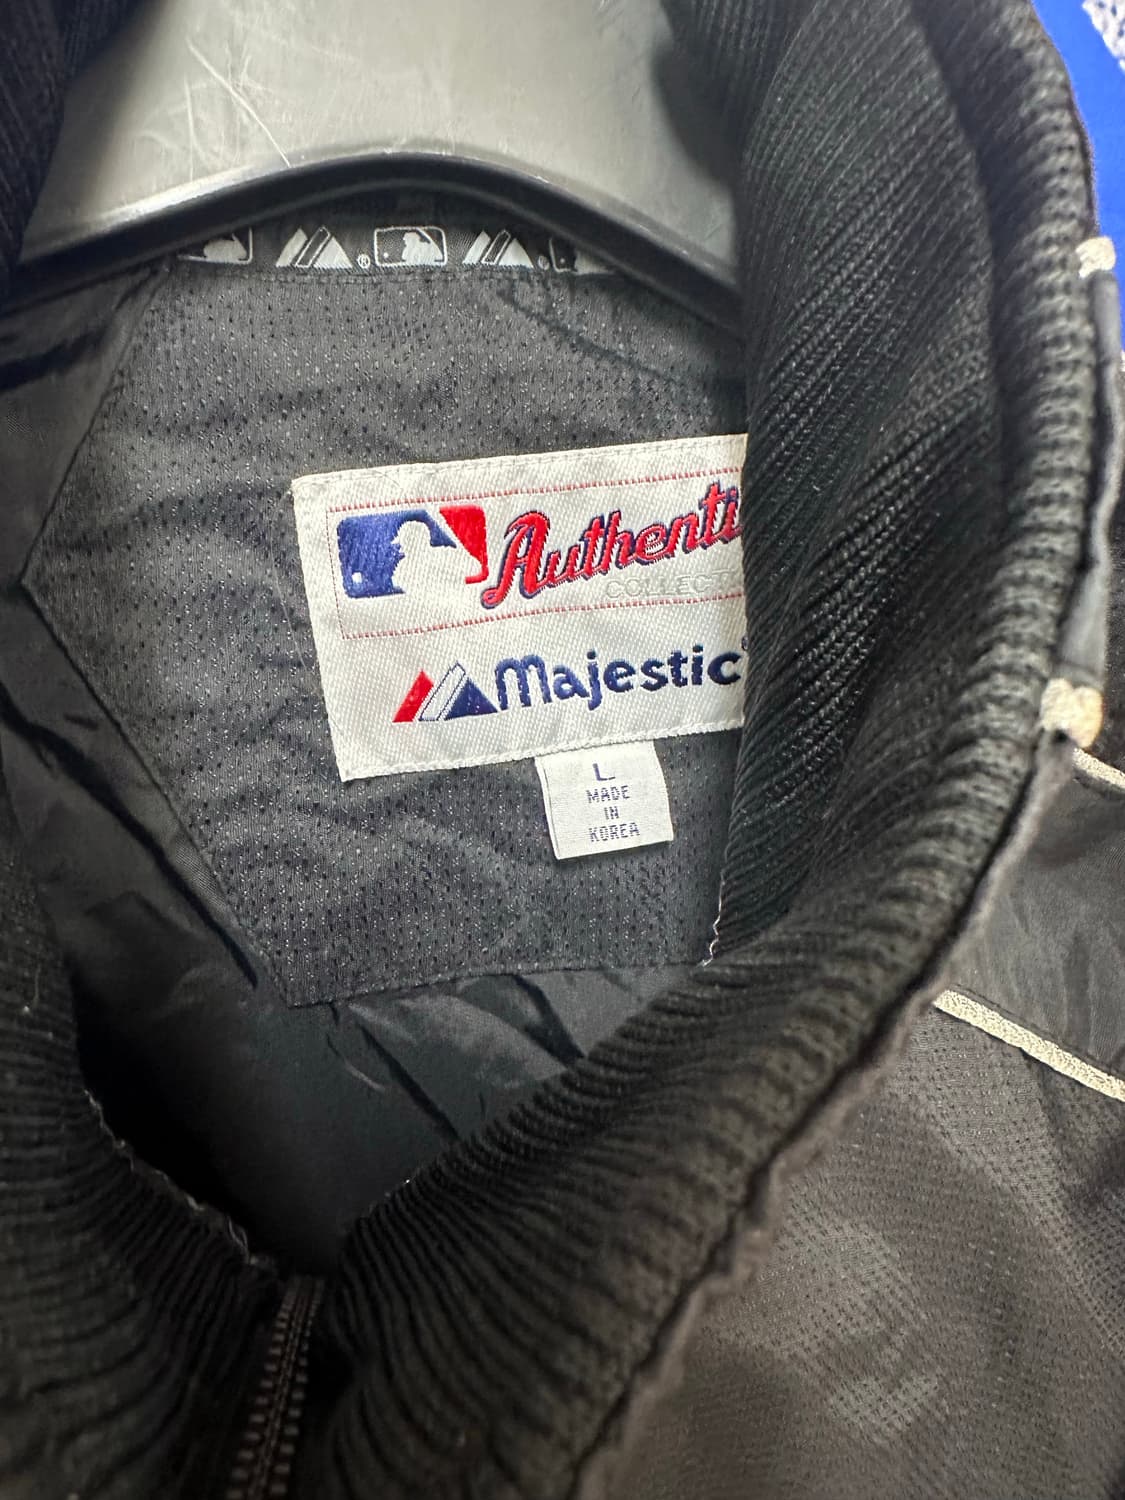 ®
Authenti
COLLECT
Majestic
L
MADE
IN
KOREA